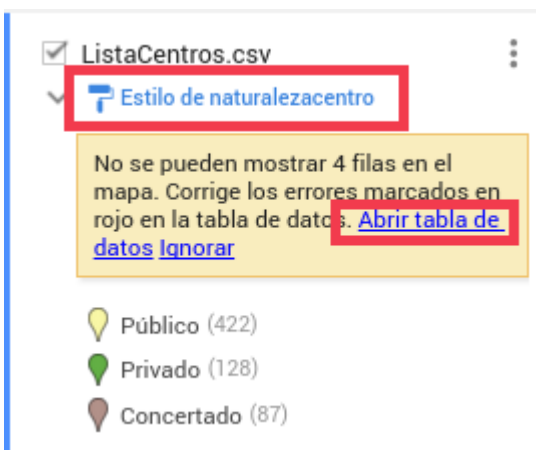 ListaCentros.csv
Estilo de naturalezacentro
No se pueden mostrar 4 filas en el
mapa. Corrige los errores marcados en
rojo en la tabla de datos. Abrir tabla de
datos Ignorar
Público (422)
Privado (128)
Concertado (87)